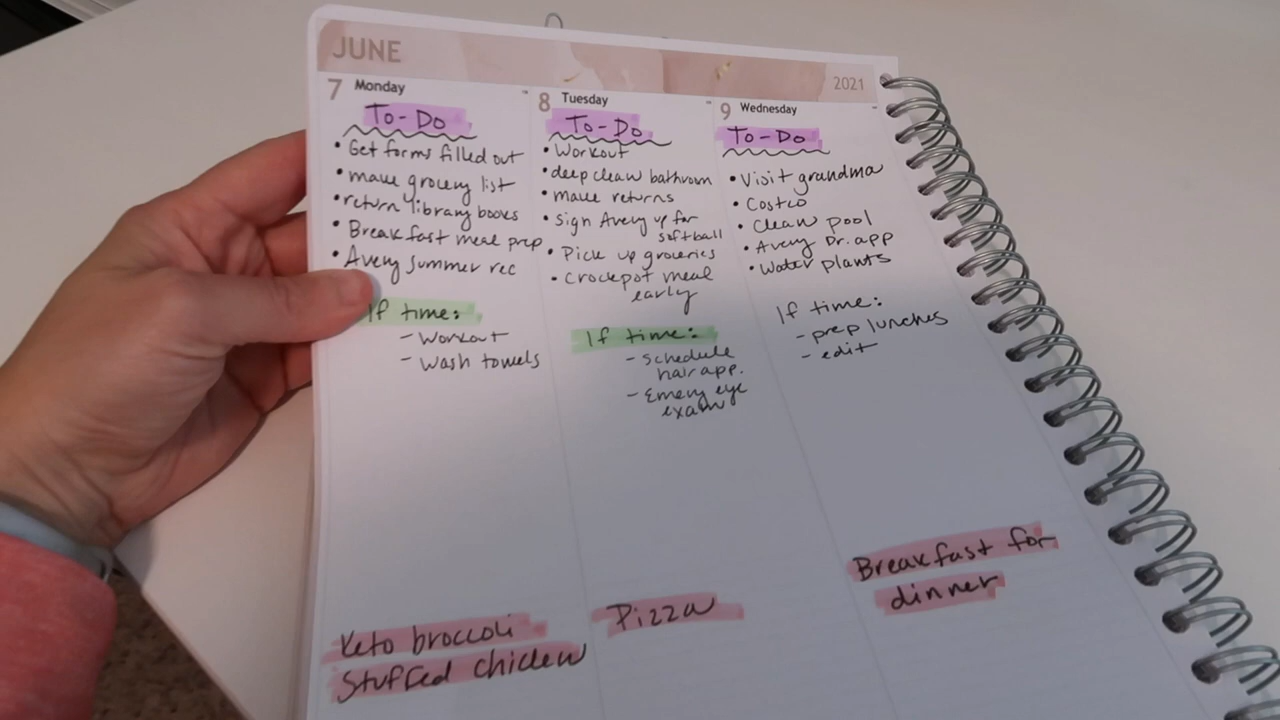 JUNE
2021
7 Monday
To-Do
• Get forms filled out
• make grocery list
• return library books
• Breakfast meal prep
• Avery summer rec
If time:
- Workout
- Wash towels
Keto broccoli
Stuffed chicken
8 Tuesday
To-Do
• Workout
• deep clean bathroom
• make returns
• sign Avery up for
softball
• Pick up groceries
• Crockpot meal
early
If time:
- Schedule
hair app.
- Emery eye
exam
Pizza
9 Wednesday
To-Do
• Visit grandma
• Costco
• Clean pool
• Avery Dr. app
• Water plants
If time:
- prep lunches
- edit
Breakfast for
dinner